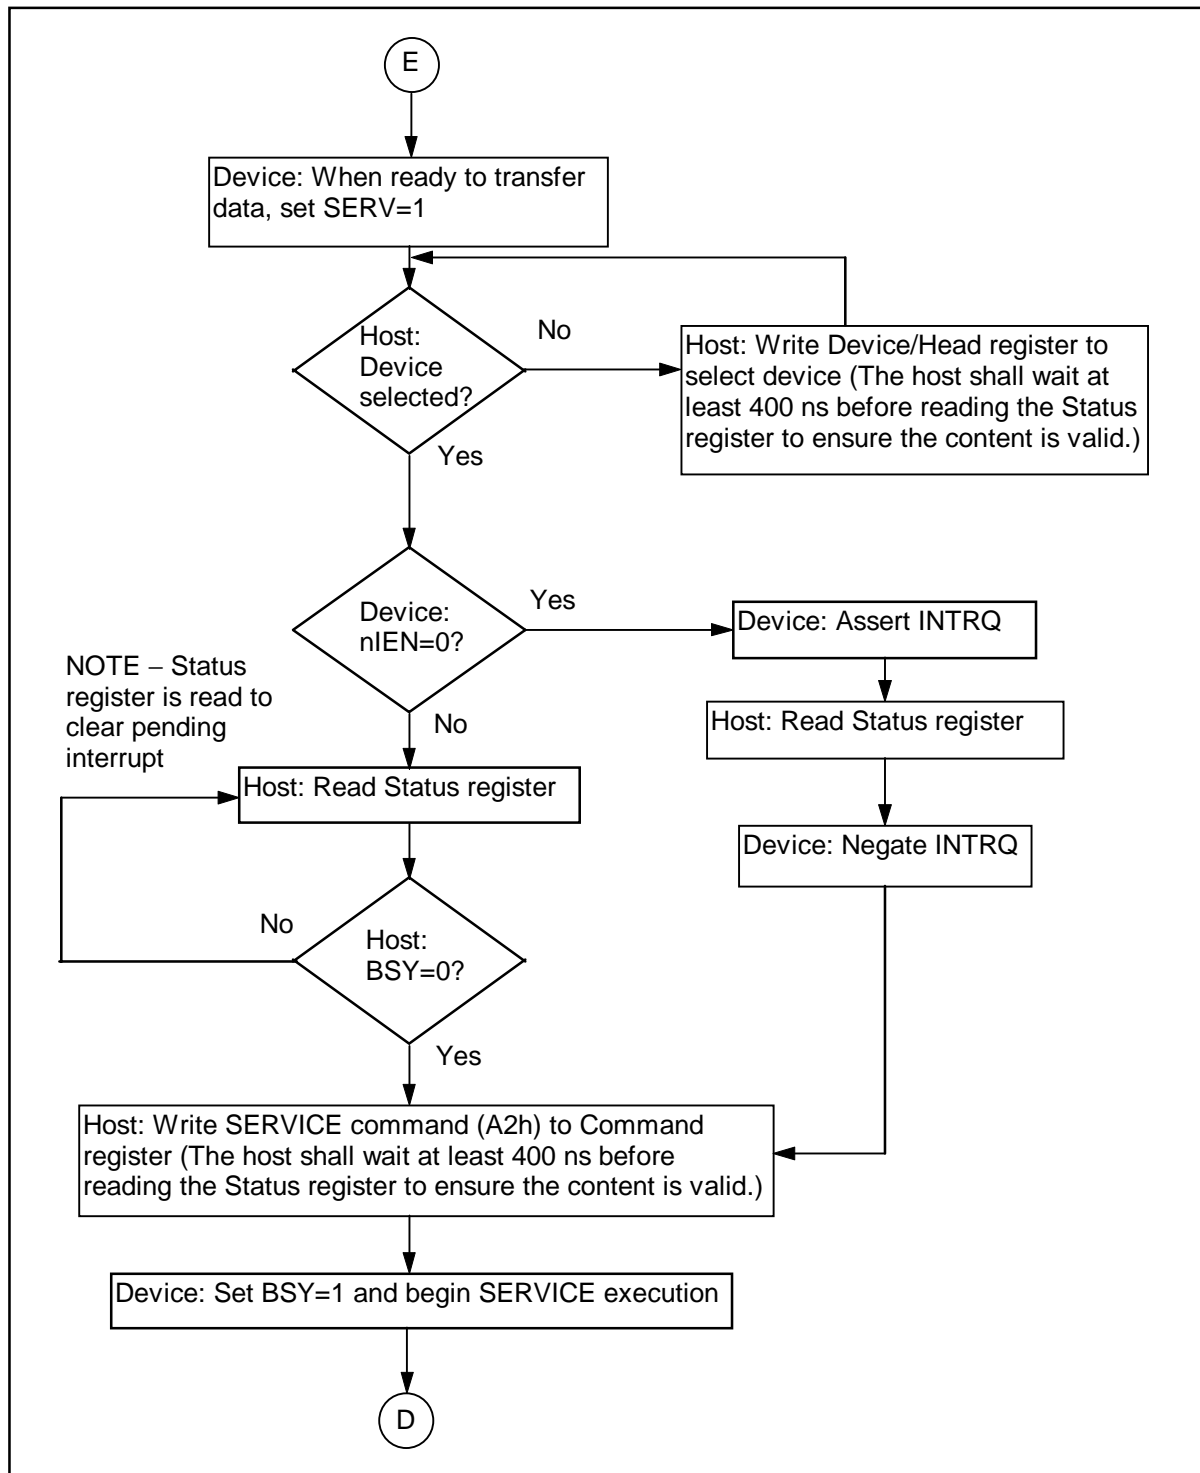 E
Device: When ready to transfer
data, set SERV=1
Host:
Device
selected?
No
Host: Write Device/Head register to
select device (The host shall wait at
least 400 ns before reading the Status
register to ensure the content is valid.)
Yes
Device:
nIEN=0?
Yes
Device: Assert INTRQ
NOTE – Status
register is read to
clear pending
interrupt
No
Host: Read Status register
Host: Read Status register
Device: Negate INTRQ
No
Host:
BSY=0?
Yes
Host: Write SERVICE command (A2h) to Command
register (The host shall wait at least 400 ns before
reading the Status register to ensure the content is valid.)
Device: Set BSY=1 and begin SERVICE execution
D